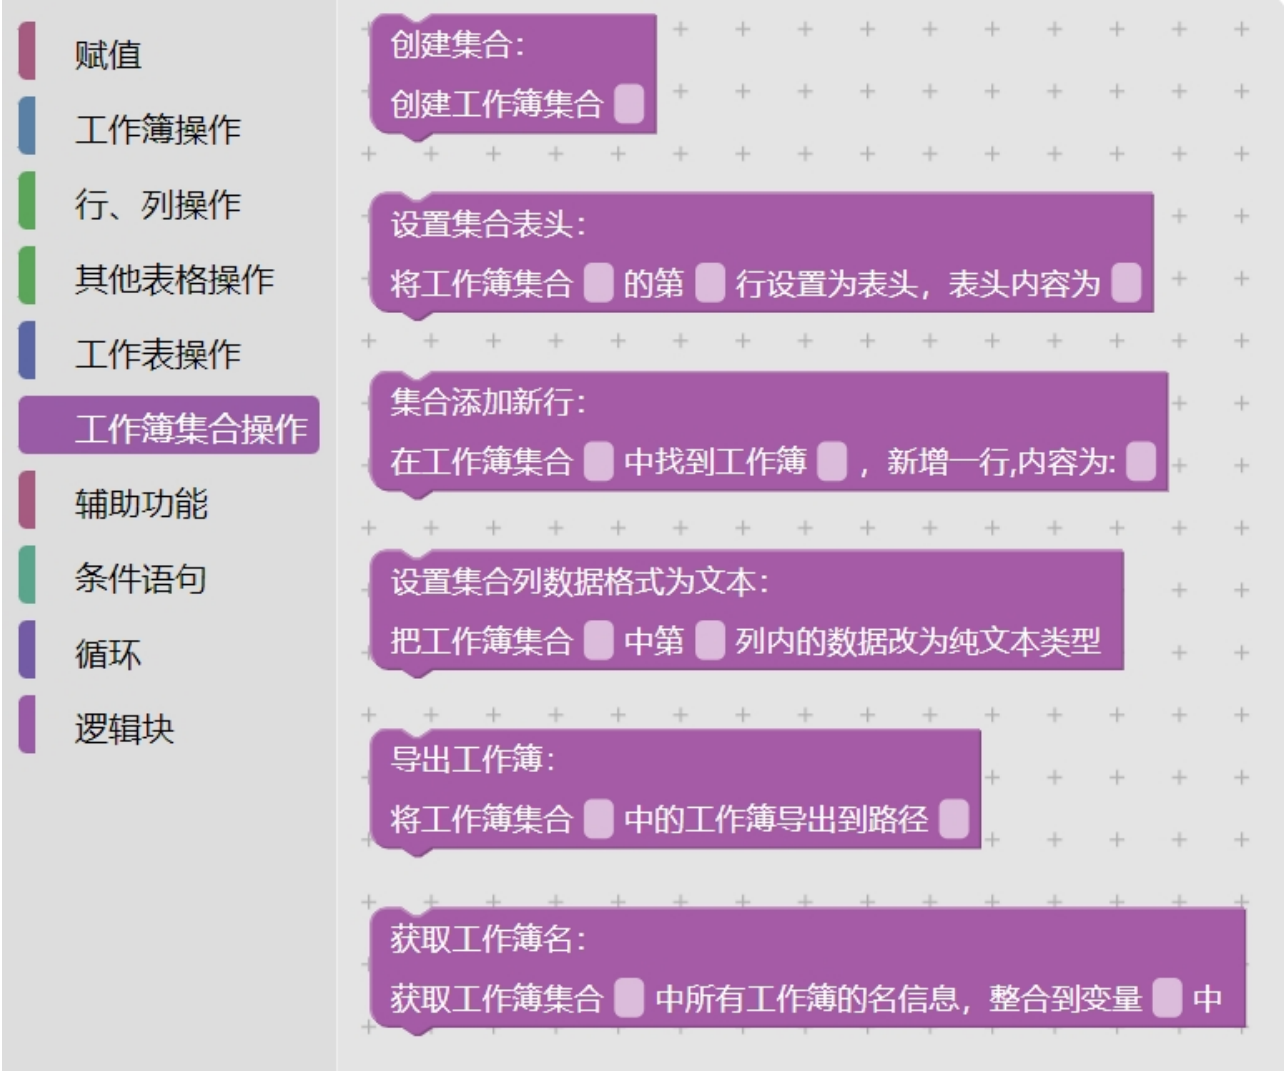 赋值
工作簿操作
行、列操作
其他表格操作
工作表操作
工作簿集合操作
辅助功能
条件语句
循环
逻辑块
创建集合：
创建工作簿集合
设置集合表头：
将工作簿集合 的第 行设置为表头，表头内容为
集合添加新行：
在工作簿集合 中找到工作簿 ，新增一行,内容为:
设置集合列数据格式为文本：
把工作簿集合 中第 列内的数据改为纯文本类型
导出工作簿：
将工作簿集合 中的工作簿导出到路径
获取工作簿名：
获取工作簿集合 中所有工作簿的名信息，整合到变量 中